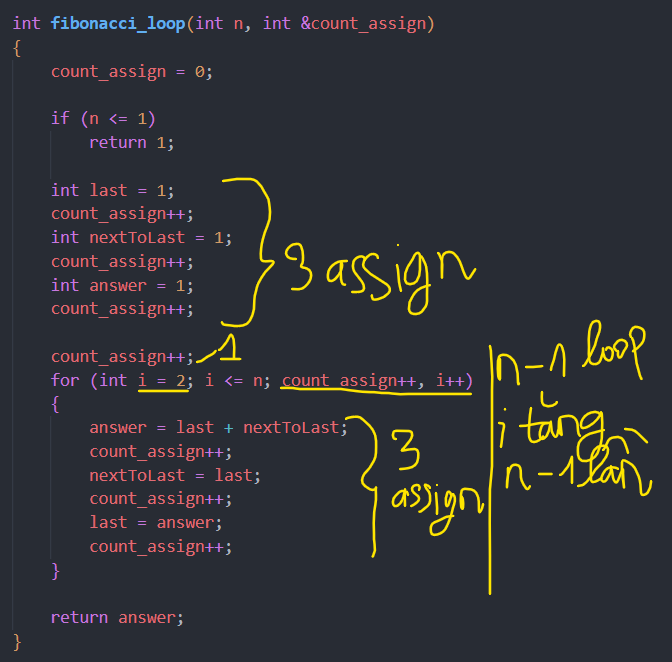 int fibonacci_loop(int n, int &count_assign)
{
count_assign = 0;
if (n <= 1)
return 1;
int last = 1;
count_assign++;
int nextToLast = 1;
count_assign++;
int answer = 1;
count_assign++;
3 assign
count_assign++; 1
for (int i = 2; i <= n; count_assign++, i++)
{
answer = last + nextToLast;
count_assign++;
nextToLast = last;
count_assign++;
last = answer;
count_assign++;
}
3
assign
n-1 loop
i tăng
n-1 lần
return answer;
}